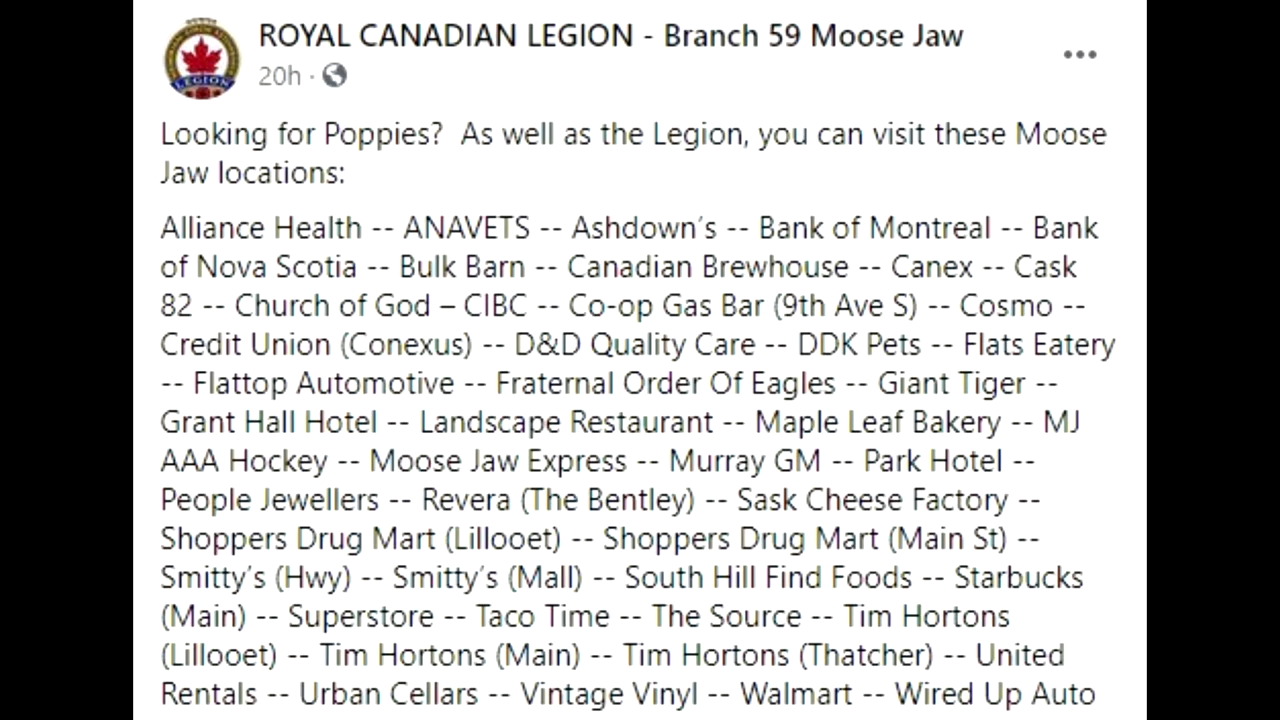 ROYAL CANADIAN LEGION - Branch 59 Moose Jaw
20h ·
LEGION
Looking for Poppies?  As well as the Legion, you can visit these Moose
Jaw locations:
Alliance Health -- ANAVETS -- Ashdown's -- Bank of Montreal -- Bank
of Nova Scotia -- Bulk Barn -- Canadian Brewhouse -- Canex -- Cask
82 -- Church of God – CIBC -- Co-op Gas Bar (9th Ave S) -- Cosmo --
Credit Union (Conexus) -- D&D Quality Care -- DDK Pets -- Flats Eatery
-- Flattop Automotive -- Fraternal Order Of Eagles -- Giant Tiger --
Grant Hall Hotel -- Landscape Restaurant -- Maple Leaf Bakery -- MJ
AAA Hockey -- Moose Jaw Express -- Murray GM -- Park Hotel --
People Jewellers -- Revera (The Bentley) -- Sask Cheese Factory --
Shoppers Drug Mart (Lillooet) -- Shoppers Drug Mart (Main St) --
Smitty's (Hwy) -- Smitty's (Mall) -- South Hill Find Foods -- Starbucks
(Main) -- Superstore -- Taco Time -- The Source -- Tim Hortons
(Lillooet) -- Tim Hortons (Main) -- Tim Hortons (Thatcher) -- United
Rentals -- Urban Cellars -- Vintage Vinyl -- Walmart -- Wired Up Auto